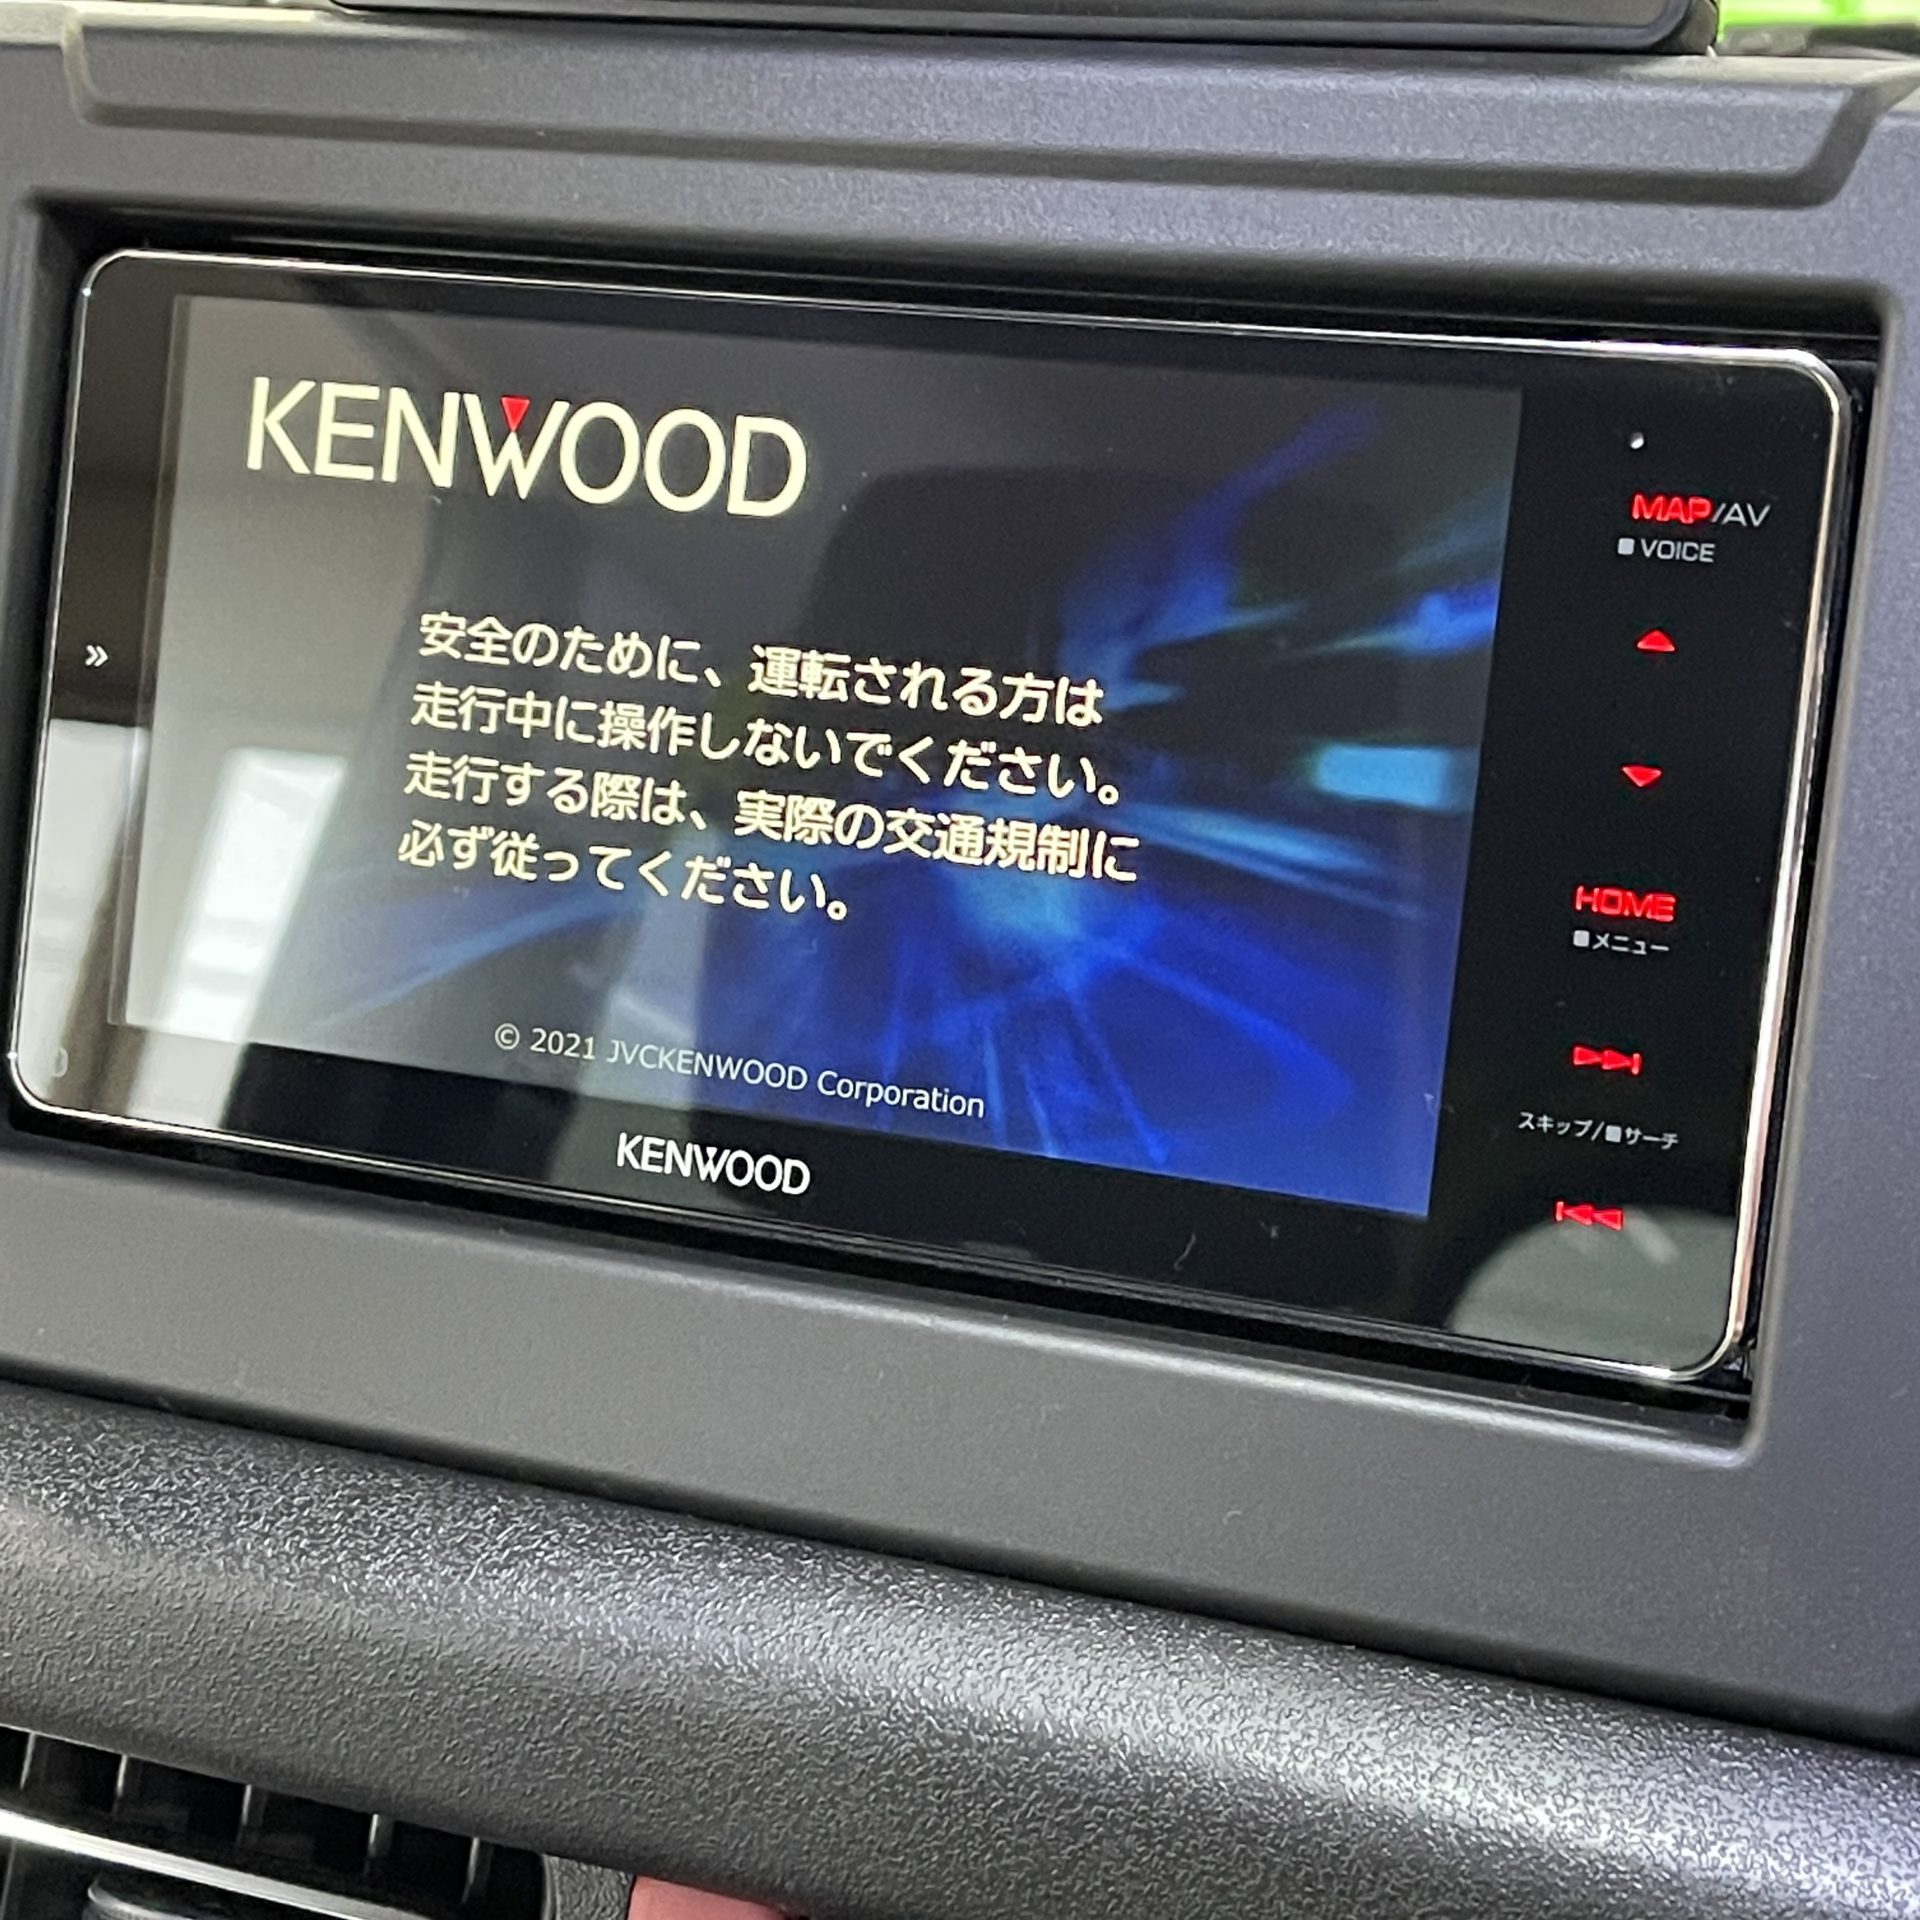 KENWOOD
安全のために、運転される方は
走行中に操作しないでください。
走行する際は、実際の交通規制に
必ず従ってください。
© 2021 JVCKENWOOD Corporation
KENWOOD
MAP/AV
■ VOICE
HOME
■メニュー
スキップ/■サーチ